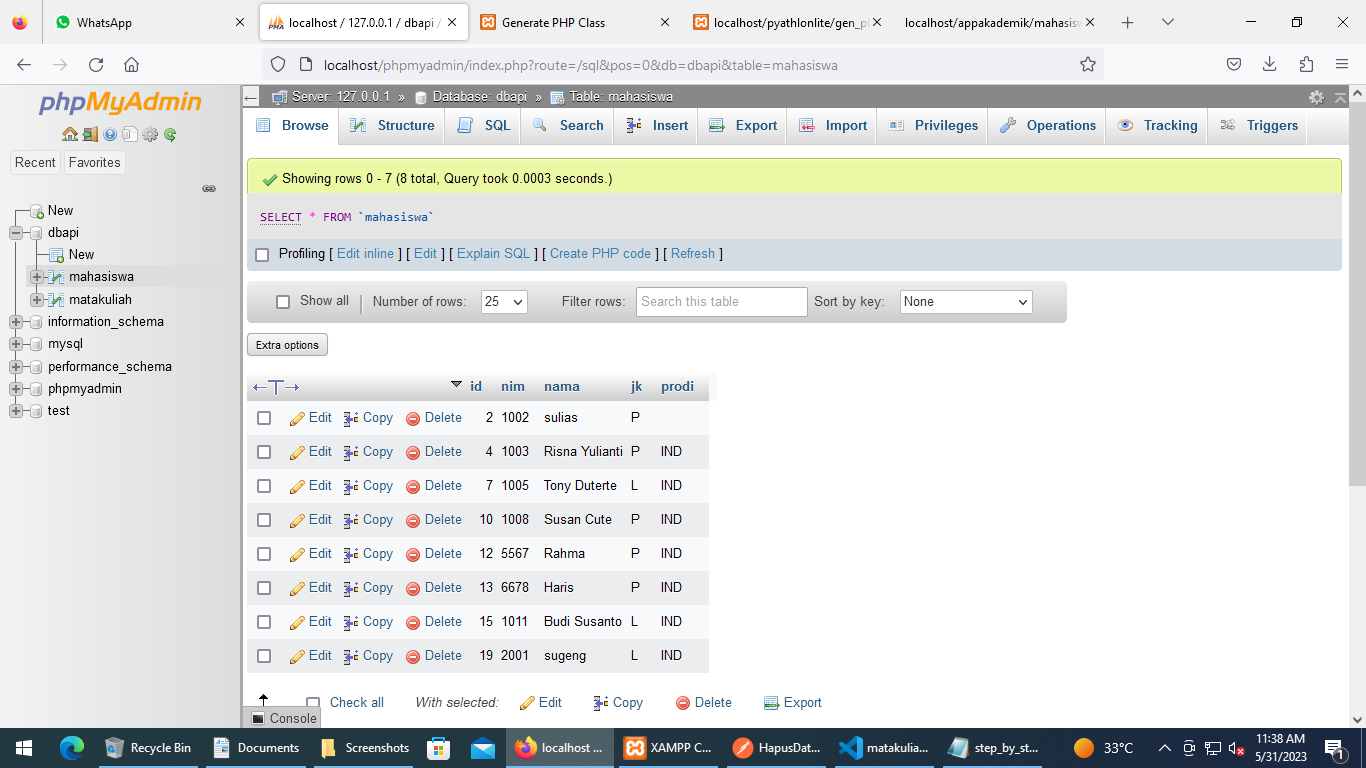 WhatsApp
localhost / 127.0.0.1 / dbapi /
Generate PHP Class
localhost/pyathlonlite/gen_p
localhost/appakademik/mahasisw
localhost/phpmyadmin/index.php?route=/sql&pos=0&db=dbapi&table=mahasiswa
phpMyAdmin
Recent Favorites
New
dbapi
New
mahasiswa
matakuliah
information_schema
mysql
performance_schema
phpmyadmin
test
Server: 127.0.0.1 » Database: dbapi » Table: mahasiswa
Browse Structure SQL Search Insert Export Import Privileges Operations Tracking Triggers
Showing rows 0 - 7 (8 total, Query took 0.0003 seconds.)
SELECT * FROM `mahasiswa`
Profiling [ Edit inline ] [ Edit ] [ Explain SQL ] [ Create PHP code ] [ Refresh ]
Show all Number of rows: 25 Filter rows: Search this table Sort by key: None
Extra options
←T→ id nim nama jk prodi
Edit Copy Delete 2 1002 sulias P
Edit Copy Delete 4 1003 Risna Yulianti P IND
Edit Copy Delete 7 1005 Tony Duterte L IND
Edit Copy Delete 10 1008 Susan Cute P IND
Edit Copy Delete 12 5567 Rahma P IND
Edit Copy Delete 13 6678 Haris P IND
Edit Copy Delete 15 1011 Budi Susanto L IND
Edit Copy Delete 19 2001 sugeng L IND
Check all With selected: Edit Copy Delete Export
Console
Recycle Bin Documents Screenshots localhost ... XAMPP C... HapusDat... matakulia... step_by_st... 33°C
11:38 AM
5/31/2023
1